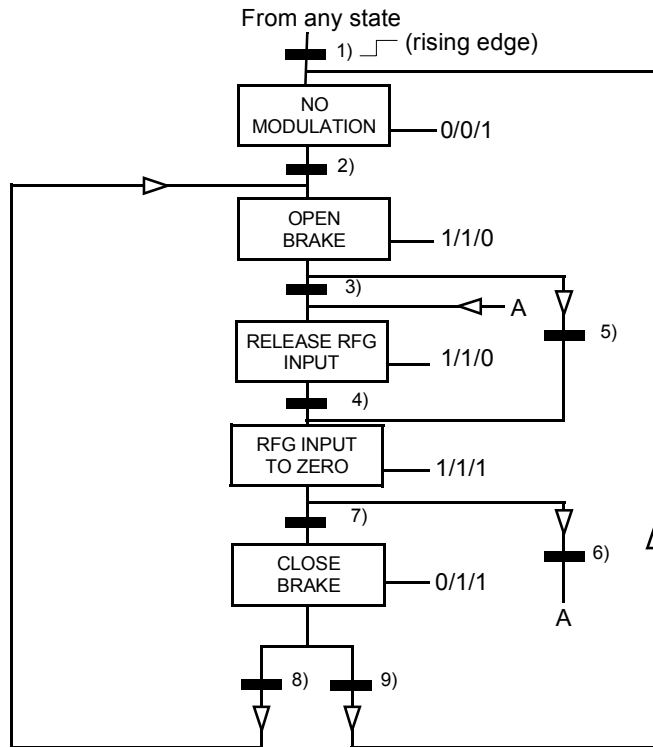 From any state
1) (rising edge)
NO
MODULATION
0/0/1
2)
OPEN
BRAKE
1/1/0
3)
A
5)
RELEASE RFG
INPUT
1/1/0
4)
RFG INPUT
TO ZERO
1/1/1
7)
6)
CLOSE
BRAKE
0/1/1
A
8)
9)